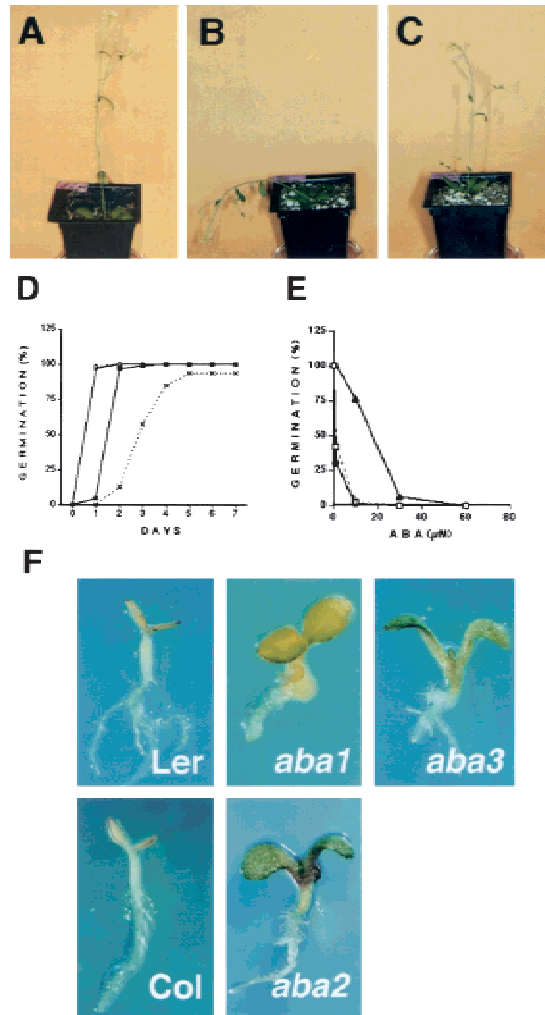 A
B
C
D
E
125
100
75
50
25
0
GERMINATION (%)
0 1 2 3 4 5 6 7
DAYS
125
100
75
50
25
0
GERMINATION (%)
0 20 40 60 80
ABA (µM)
F
Ler
aba1
aba3
Col
aba2